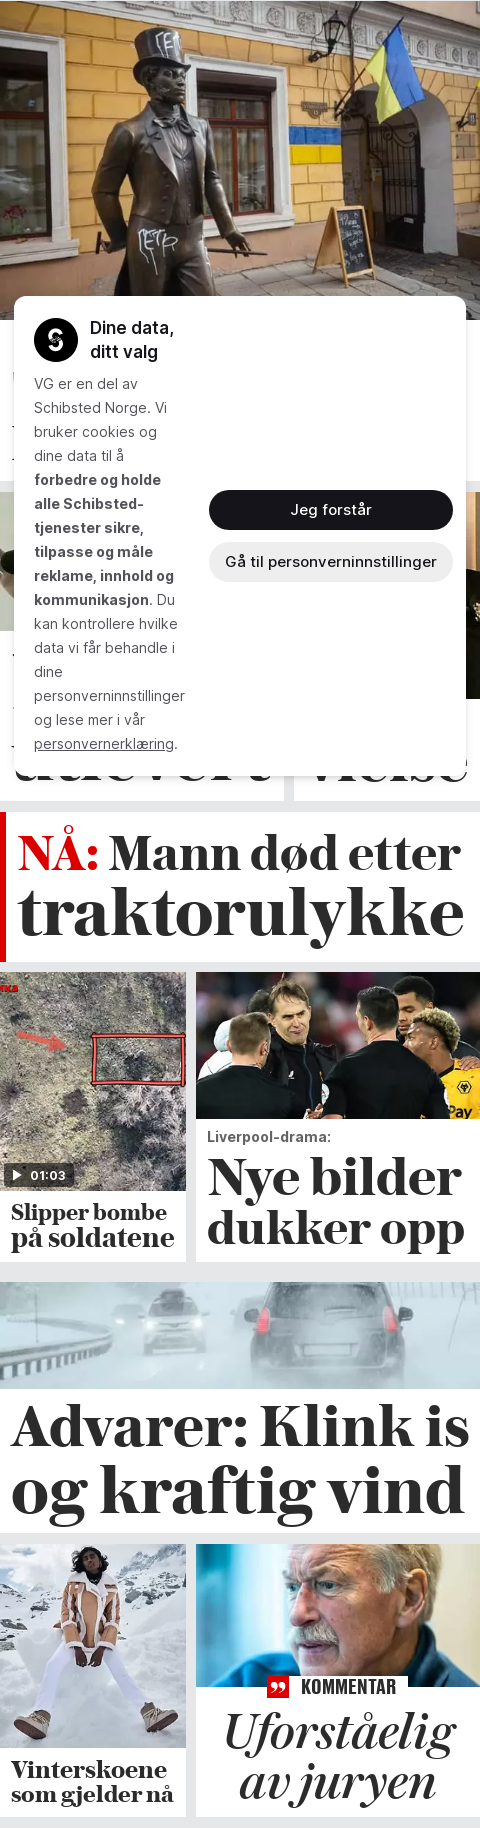 Dine data,
ditt valg
VG er en del av
Schibsted Norge. Vi
bruker cookies og
dine data til å
forbedre og holde
alle Schibsted-
tjenester sikre,
tilpasse og måle
reklame, innhold og
kommunikasjon. Du
kan kontrollere hvilke
data vi får behandle i
dine
personverninnstillinger
og lese mer i vår
personvernerklæring.
Jeg forstår
Gå til personverninnstillinger
NÅ: Mann død etter
traktorulykke
01:03
Slipper bombe
på soldatene
Pay
Liverpool-drama:
Nye bilder
dukker opp
Advarer: Klink is
og kraftig vind
Vinterskoene
som gjelder nå
KOMMENTAR
Uforståelig
av juryen